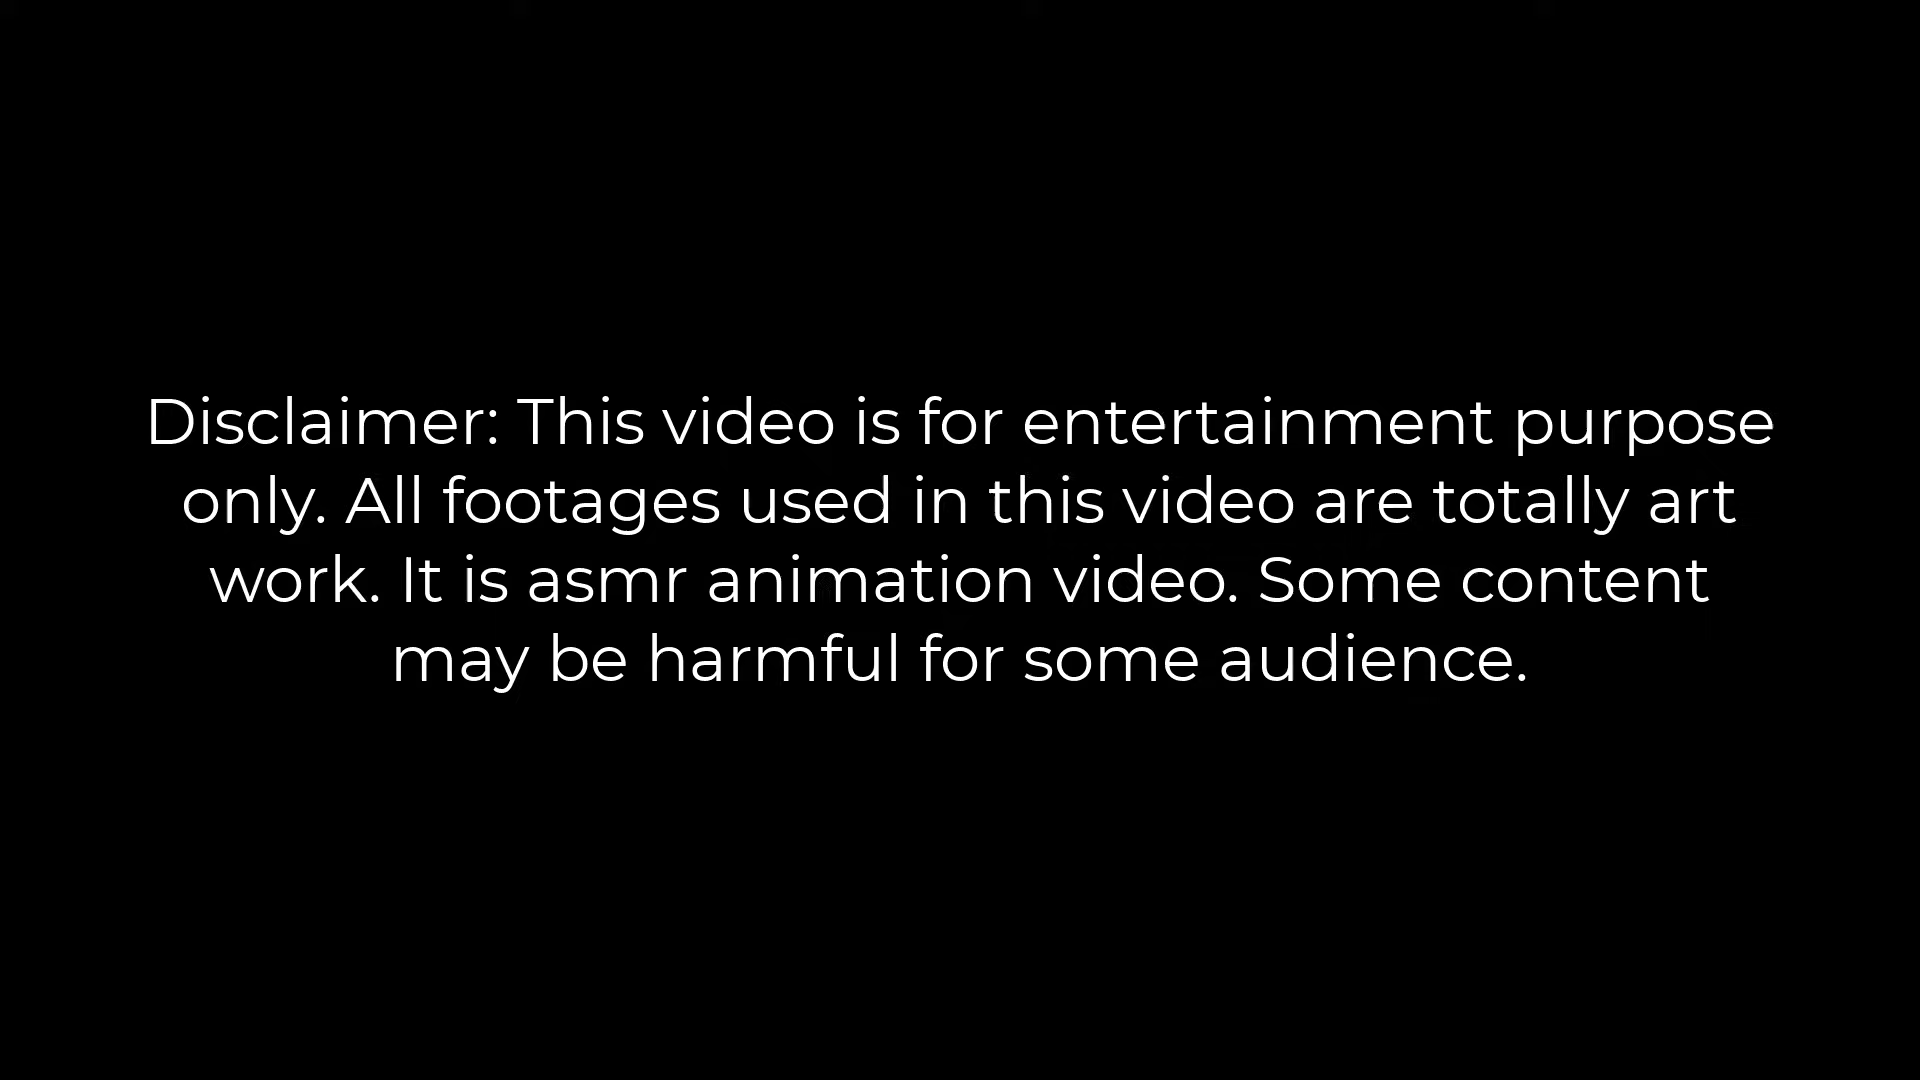 Disclaimer: This video is for entertainment purpose
only. All footages used in this video are totally art
work. It is asmr animation video. Some content
may be harmful for some audience.